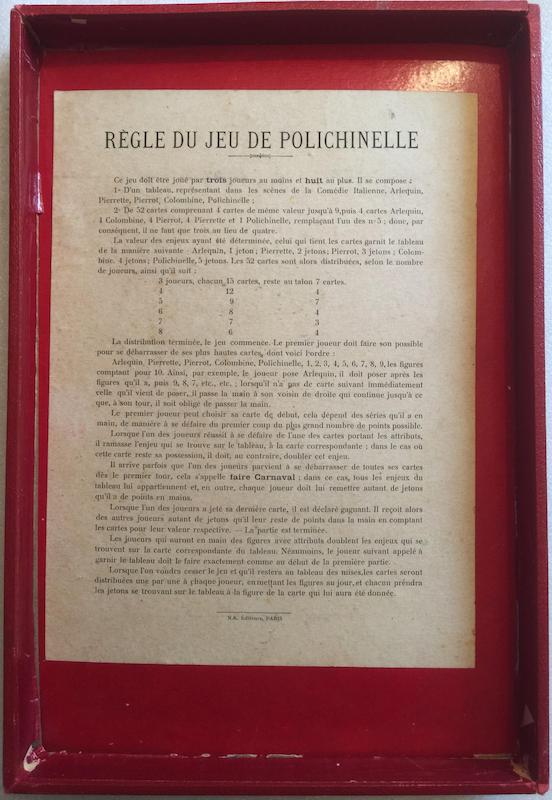 RÈGLE DU JEU DE POLICHINELLE
Ce jeu doit être joué par trois joueurs au moins et huit au plus. Il se compose :
1º D'un tableau, représentant dans les scènes de la Comédie Italienne, Arlequin,
Pierrette, Pierrot, Colombine, Polichinelle ;
2º De 52 cartes comprenant 4 cartes de même valeur jusqu'à 9, puis 4 cartes Arlequin,
4 Colombine, 4 Pierrot, 4 Pierrette et 1 Polichinelle, remplaçant l'un des nºs 5 ; donc, par
conséquent, il ne faut que trois au lieu de quatre.
La valeur des enjeux ayant été déterminée, celui qui tient les cartes garnit le tableau
de la manière suivante - Arlequin, 1 jeton ; Pierrette, 2 jetons ; Pierrot, 3 jetons ; Colom-
bine. 4 jetons ; Polichinelle, 5 jetons. Les 52 cartes sont alors distribuées, selon le nombre
de joueurs, ainsi qu'il suit :
3 joueurs, chacun 15 cartes, reste au talon 7 cartes.
4 12 4
5 9 7
6 8 4
7 7 3
8 6 4
La distribution terminée, le jeu commence. Le premier joueur doit faire son possible
pour se débarrasser de ses plus hautes cartes, dont voici l'ordre :
Arlequin, Pierrette, Pierrot, Colombine, Polichinelle, 1, 2, 3, 4, 5, 6, 7, 8, 9, les figures
comptant pour 10. Ainsi, par exemple, le joueur pose Arlequin, il doit poser après les
figures qu'il a, puis 9, 8, 7, etc., etc. ; lorsqu'il n'a pas de carte suivant immédiatement
celle qu'il vient de poser, il passe la main à son voisin de droite qui continue jusqu'à ce
que, à son tour, il soit obligé de passer la main.
Le premier joueur peut choisir sa carte de début, cela dépend des séries qu'il a en
main, de manière à se défaire du premier coup du plus grand nombre de points possible.
Lorsque l'un des joueurs réussit à se défaire de l'une des cartes portant les attributs,
il ramasse l'enjeu qui se trouve sur le tableau, à la carte correspondante ; dans le cas où
cette carte reste sa possession, il doit, au contraire, doubler cet enjeu.
Il arrive parfois que l'un des joueurs parvient à se débarrasser de toutes ses cartes
dès le premier tour, cela s'appelle faire Carnaval ; dans ce cas, tous les enjeux du
tableau lui appartiennent et, en outre, chaque joueur doit lui remettre autant de jetons
qu'il a de points en mains.
Lorsque l'un des joueurs a jeté sa dernière carte, il est déclaré gagnant. Il reçoit alors
des autres joueurs autant de jetons qu'il leur reste de points dans la main en comptant
les cartes pour leur valeur respective. — La partie est terminée.
Les joueurs qui auront en main des figures avec attributs doublent les enjeux qui se
trouvent sur la carte correspondante du tableau. Néaumoins, le joueur suivant appelé à
garnir le tableau doit le faire exactement comme au début de la première partie.
Lorsque l'on voudra cesser le jeu et qu'il restera au tableau des mises, les cartes seront
distribuées une par une à chaque joueur, en mettant les figures au jour, et chacun prendra
les jetons se trouvant sur le tableau à la figure de la carte qui lui aura été donnée.
N.K. Éditeurs, PARIS